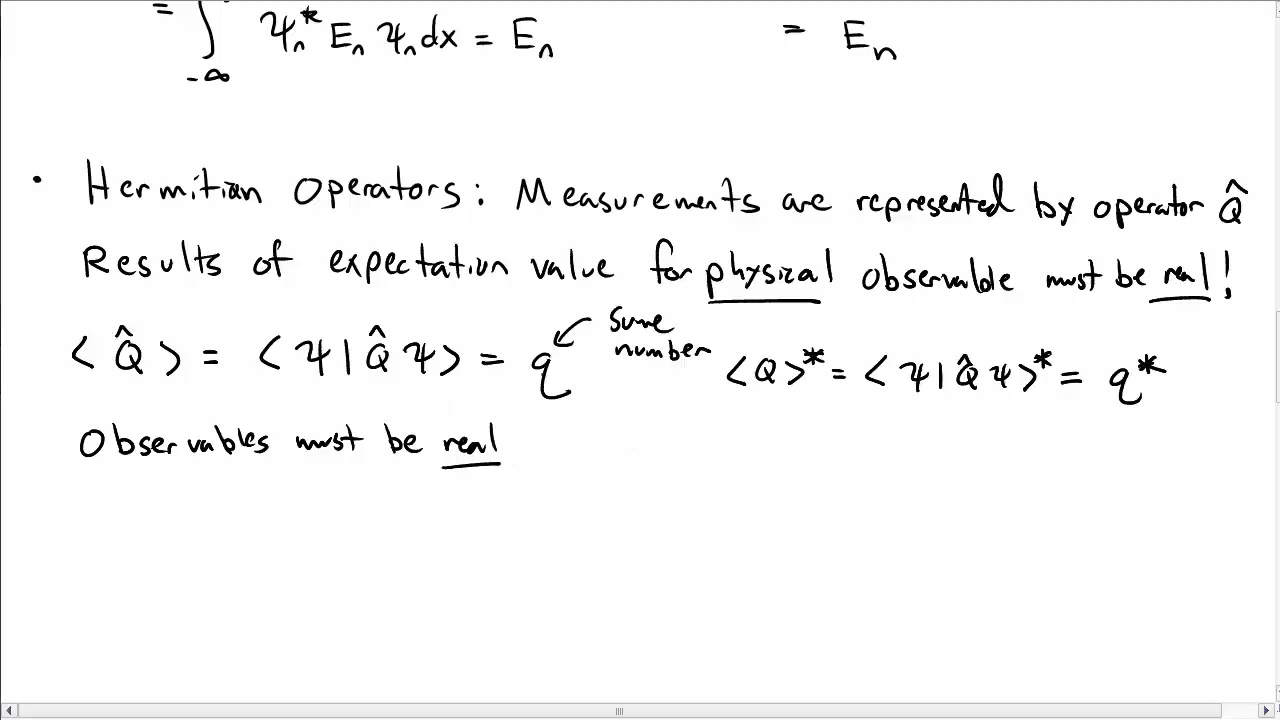 = ∫_{-∞} ψₙ* Eₙ ψₙ dx = Eₙ = Eₙ
• Hermitian Operators: Measurements are represented by operator Q̂
Results of expectation value for physical observable must be real!
⟨Q̂⟩ = ⟨Ψ|Q̂Ψ⟩ = q ← some number ⟨Q⟩* = ⟨Ψ|Q̂Ψ⟩* = q*
Observables must be real